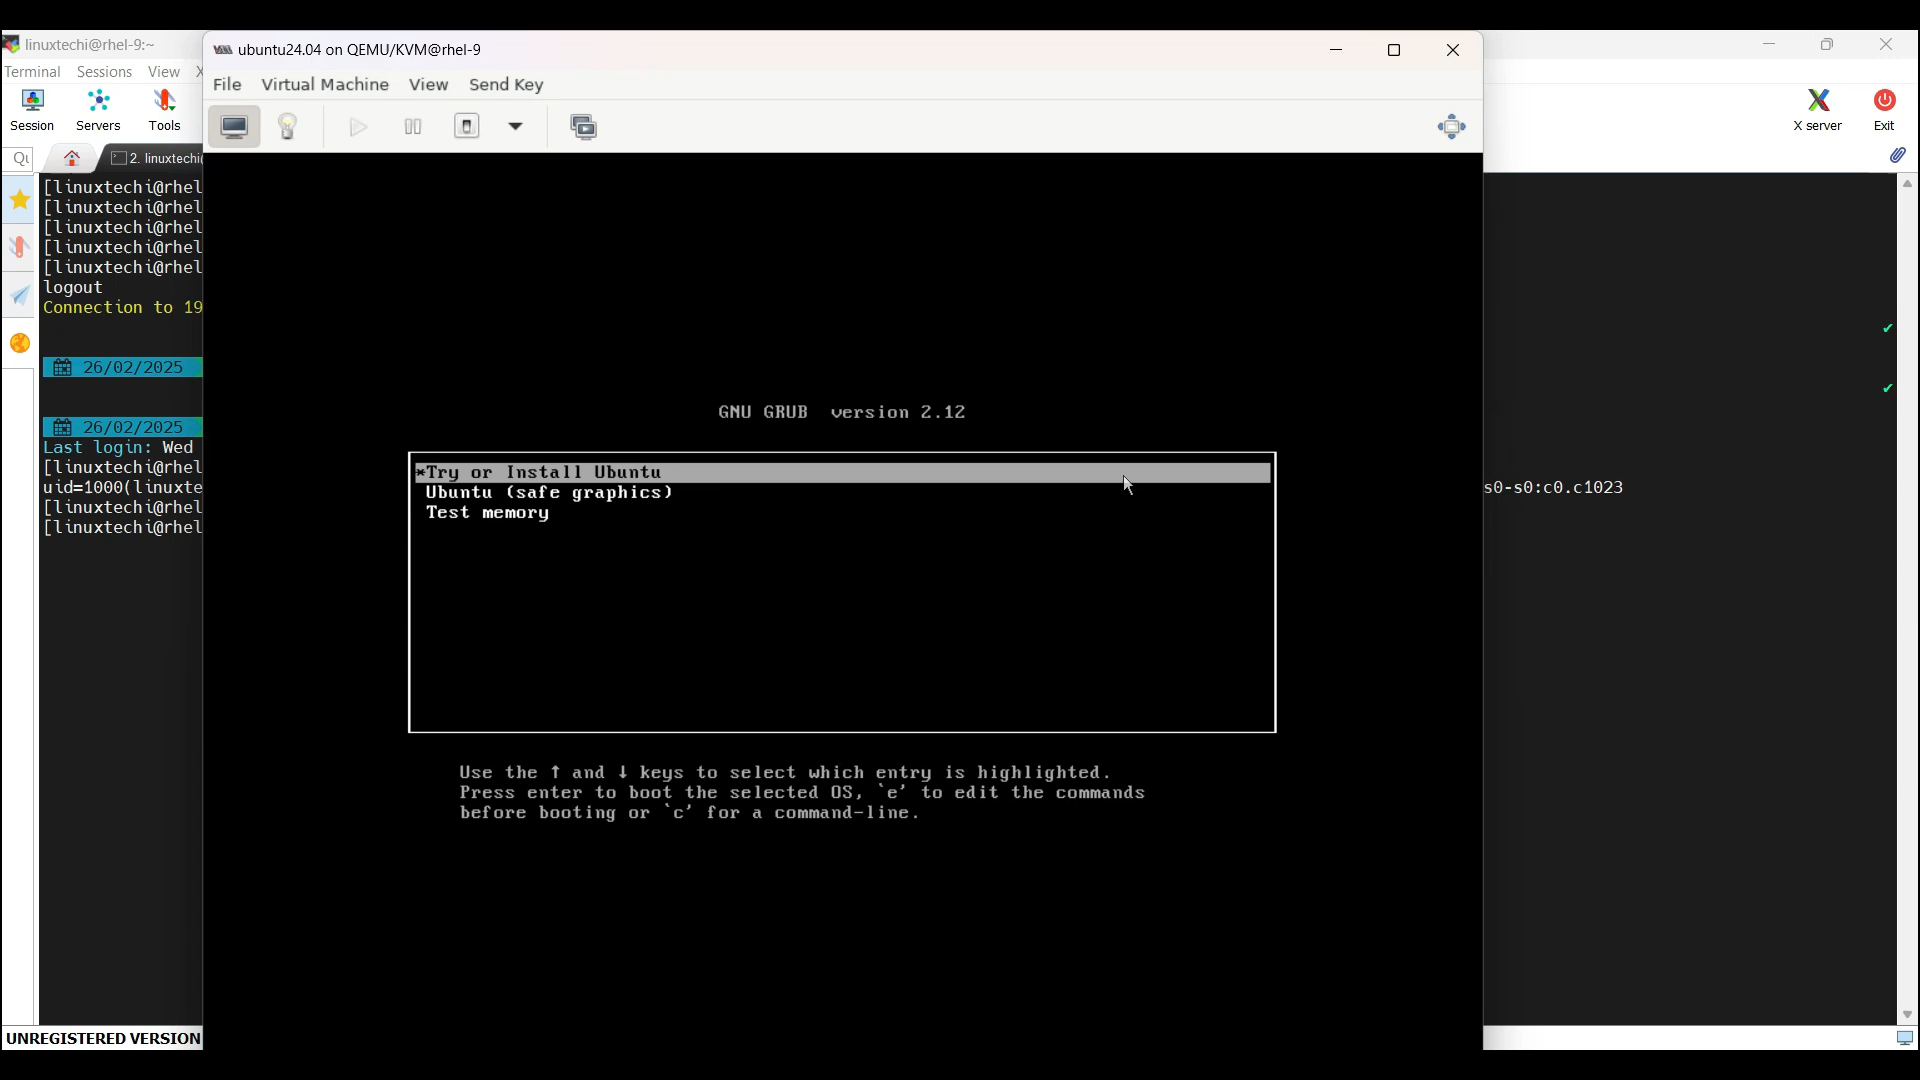 linuxtechi@rhel-9:~
ubuntu24.04 on QEMU/KVM@rhel-9
Terminal Sessions View X
File Virtual Machine View Send Key
Session Servers Tools
X server Exit
Qu
2. linuxtechi
[linuxtechi@rhel
[linuxtechi@rhel
[linuxtechi@rhel
[linuxtechi@rhel
[linuxtechi@rhel
logout
Connection to 19
26/02/2025
26/02/2025
Last login: Wed
[linuxtechi@rhel
uid=1000(linuxte
s0-s0:c0.c1023
[linuxtechi@rhel
[linuxtechi@rhel
GNU GRUB version 2.12
*Try or Install Ubuntu
Ubuntu (safe graphics)
Test memory
Use the ↑ and ↓ keys to select which entry is highlighted.
Press enter to boot the selected OS, `e' to edit the commands
before booting or `c' for a command-line.
UNREGISTERED VERSION